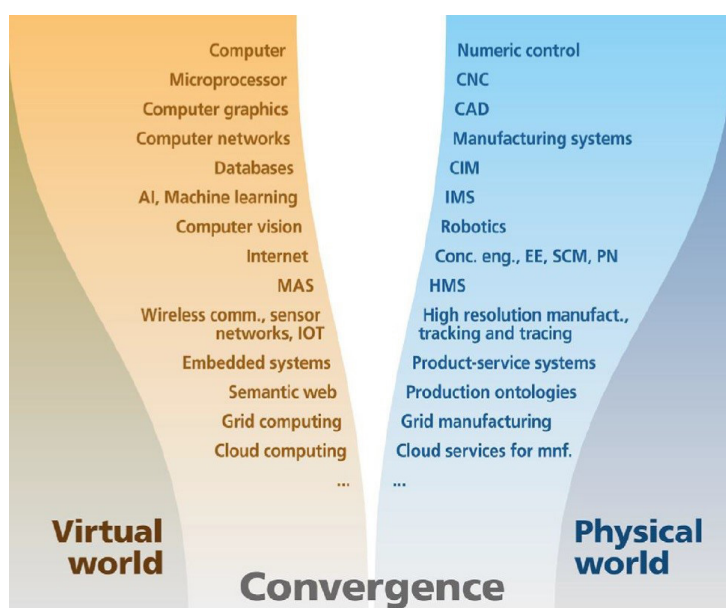 Computer
Microprocessor
Computer graphics
Computer networks
Databases
AI, Machine learning
Computer vision
Internet
MAS
Wireless comm., sensor
networks, IOT
Embedded systems
Semantic web
Grid computing
Cloud computing
...
Numeric control
CNC
CAD
Manufacturing systems
CIM
IMS
Robotics
Conc. eng., EE, SCM, PN
HMS
High resolution manufact.,
tracking and tracing
Product-service systems
Production ontologies
Grid manufacturing
Cloud services for mnf.
...
Virtual
world
Physical
world
Convergence